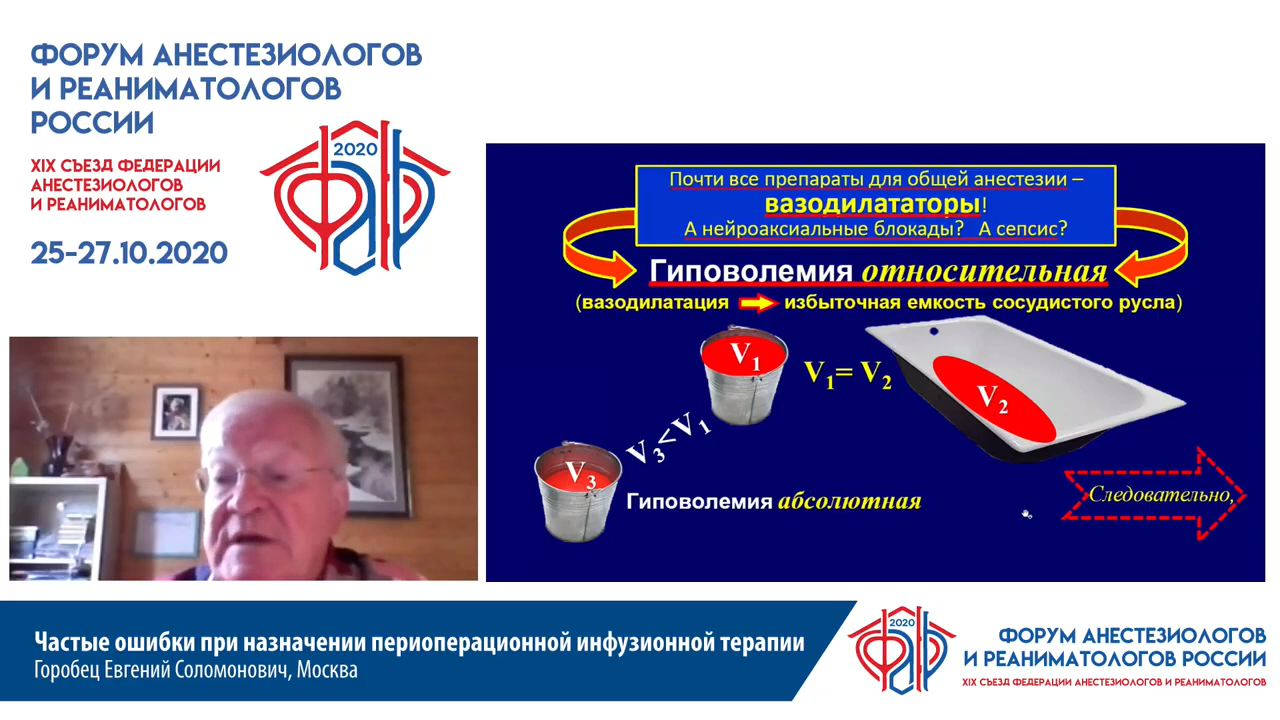 ФОРУМ АНЕСТЕЗИОЛОГОВ
И РЕАНИМАТОЛОГОВ
РОССИИ
XIX СЪЕЗД ФЕДЕРАЦИИ
АНЕСТЕЗИОЛОГОВ
И РЕАНИМАТОЛОГОВ
25-27.10.2020
2020
ФАР
Почти все препараты для общей анестезии –
вазодилататоры!
А нейроаксиальные блокады? А сепсис?
Гиповолемия относительная
(вазодилатация избыточная емкость сосудистого русла)
V1
V1= V2
V2
V3<V1
V3
Гиповолемия абсолютная
Следовательно,
Частые ошибки при назначении периоперационной инфузионной терапии
Горобец Евгений Соломонович, Москва
2020
ФАР
ФОРУМ АНЕСТЕЗИОЛОГОВ
И РЕАНИМАТОЛОГОВ РОССИИ
XIX СЪЕЗД ФЕДЕРАЦИИ АНЕСТЕЗИОЛОГОВ И РЕАНИМАТОЛОГОВ